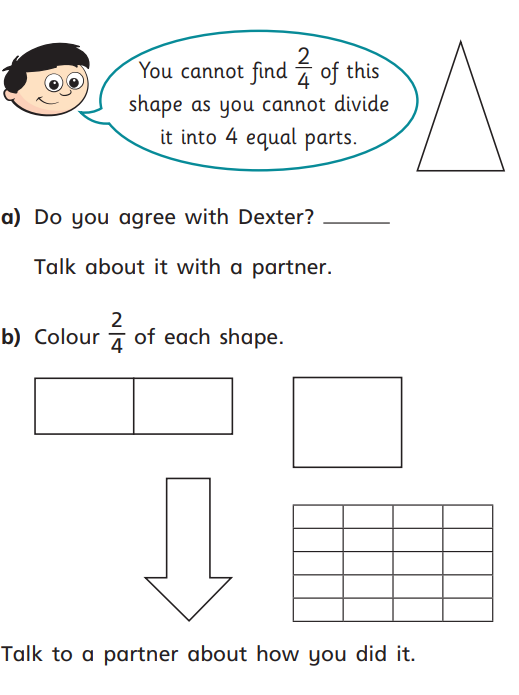 You cannot find 2/4 of this
shape as you cannot divide
it into 4 equal parts.
a) Do you agree with Dexter? ______
Talk about it with a partner.
b) Colour 2/4 of each shape.
Talk to a partner about how you did it.